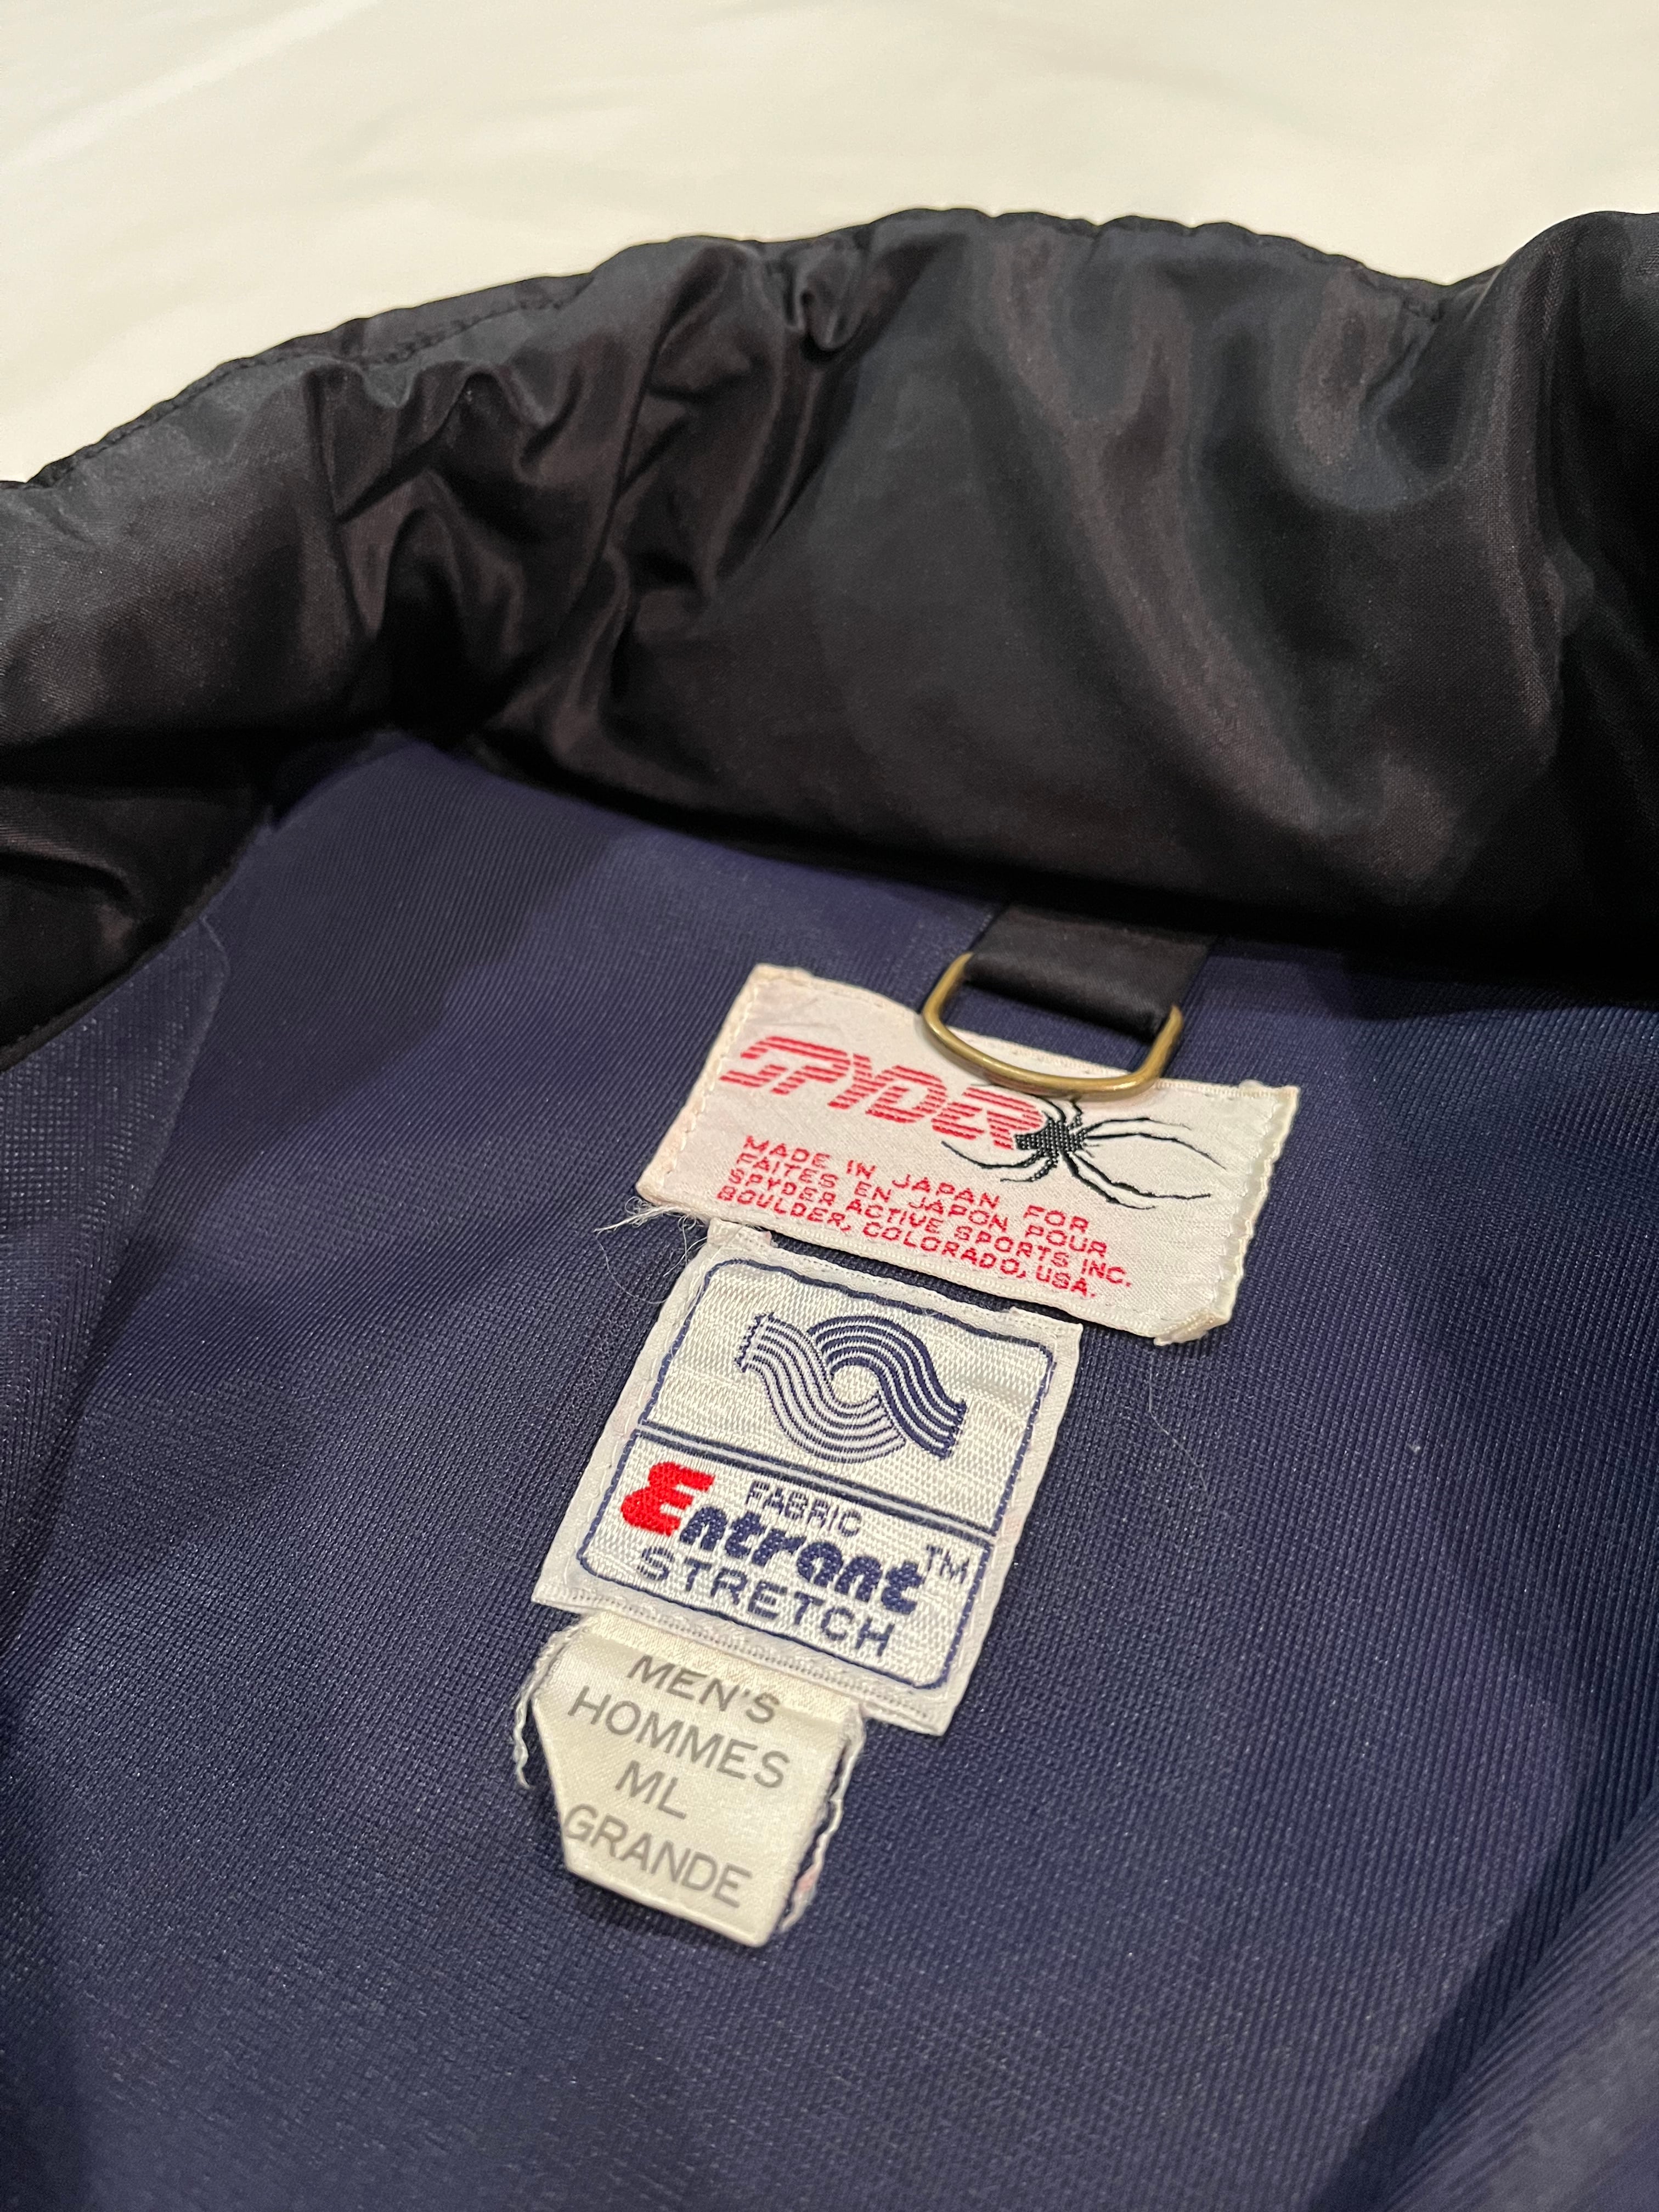 SPYDER
MADE IN JAPAN FOR
FAITES EN JAPON POUR
SPYDER ACTIVE SPORTS INC.
BOULDER, COLORADO, USA.
FABRIC
Entrant™
STRETCH
MEN'S
HOMMES
ML
GRANDE